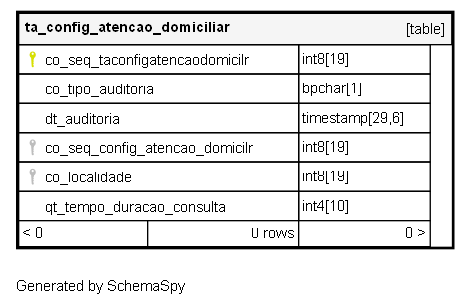 ta_config_atencao_domiciliar [table]
co_seq_taconfigatencaodomicilr int8[19]
co_tipo_auditoria bpchar[1]
dt_auditoria timestamp[29,6]
co_seq_config_atencao_domicilr int8[19]
co_localidade int8[19]
qt_tempo_duracao_consulta int4[10]
< 0 0 rows 0 >
Generated by SchemaSpy